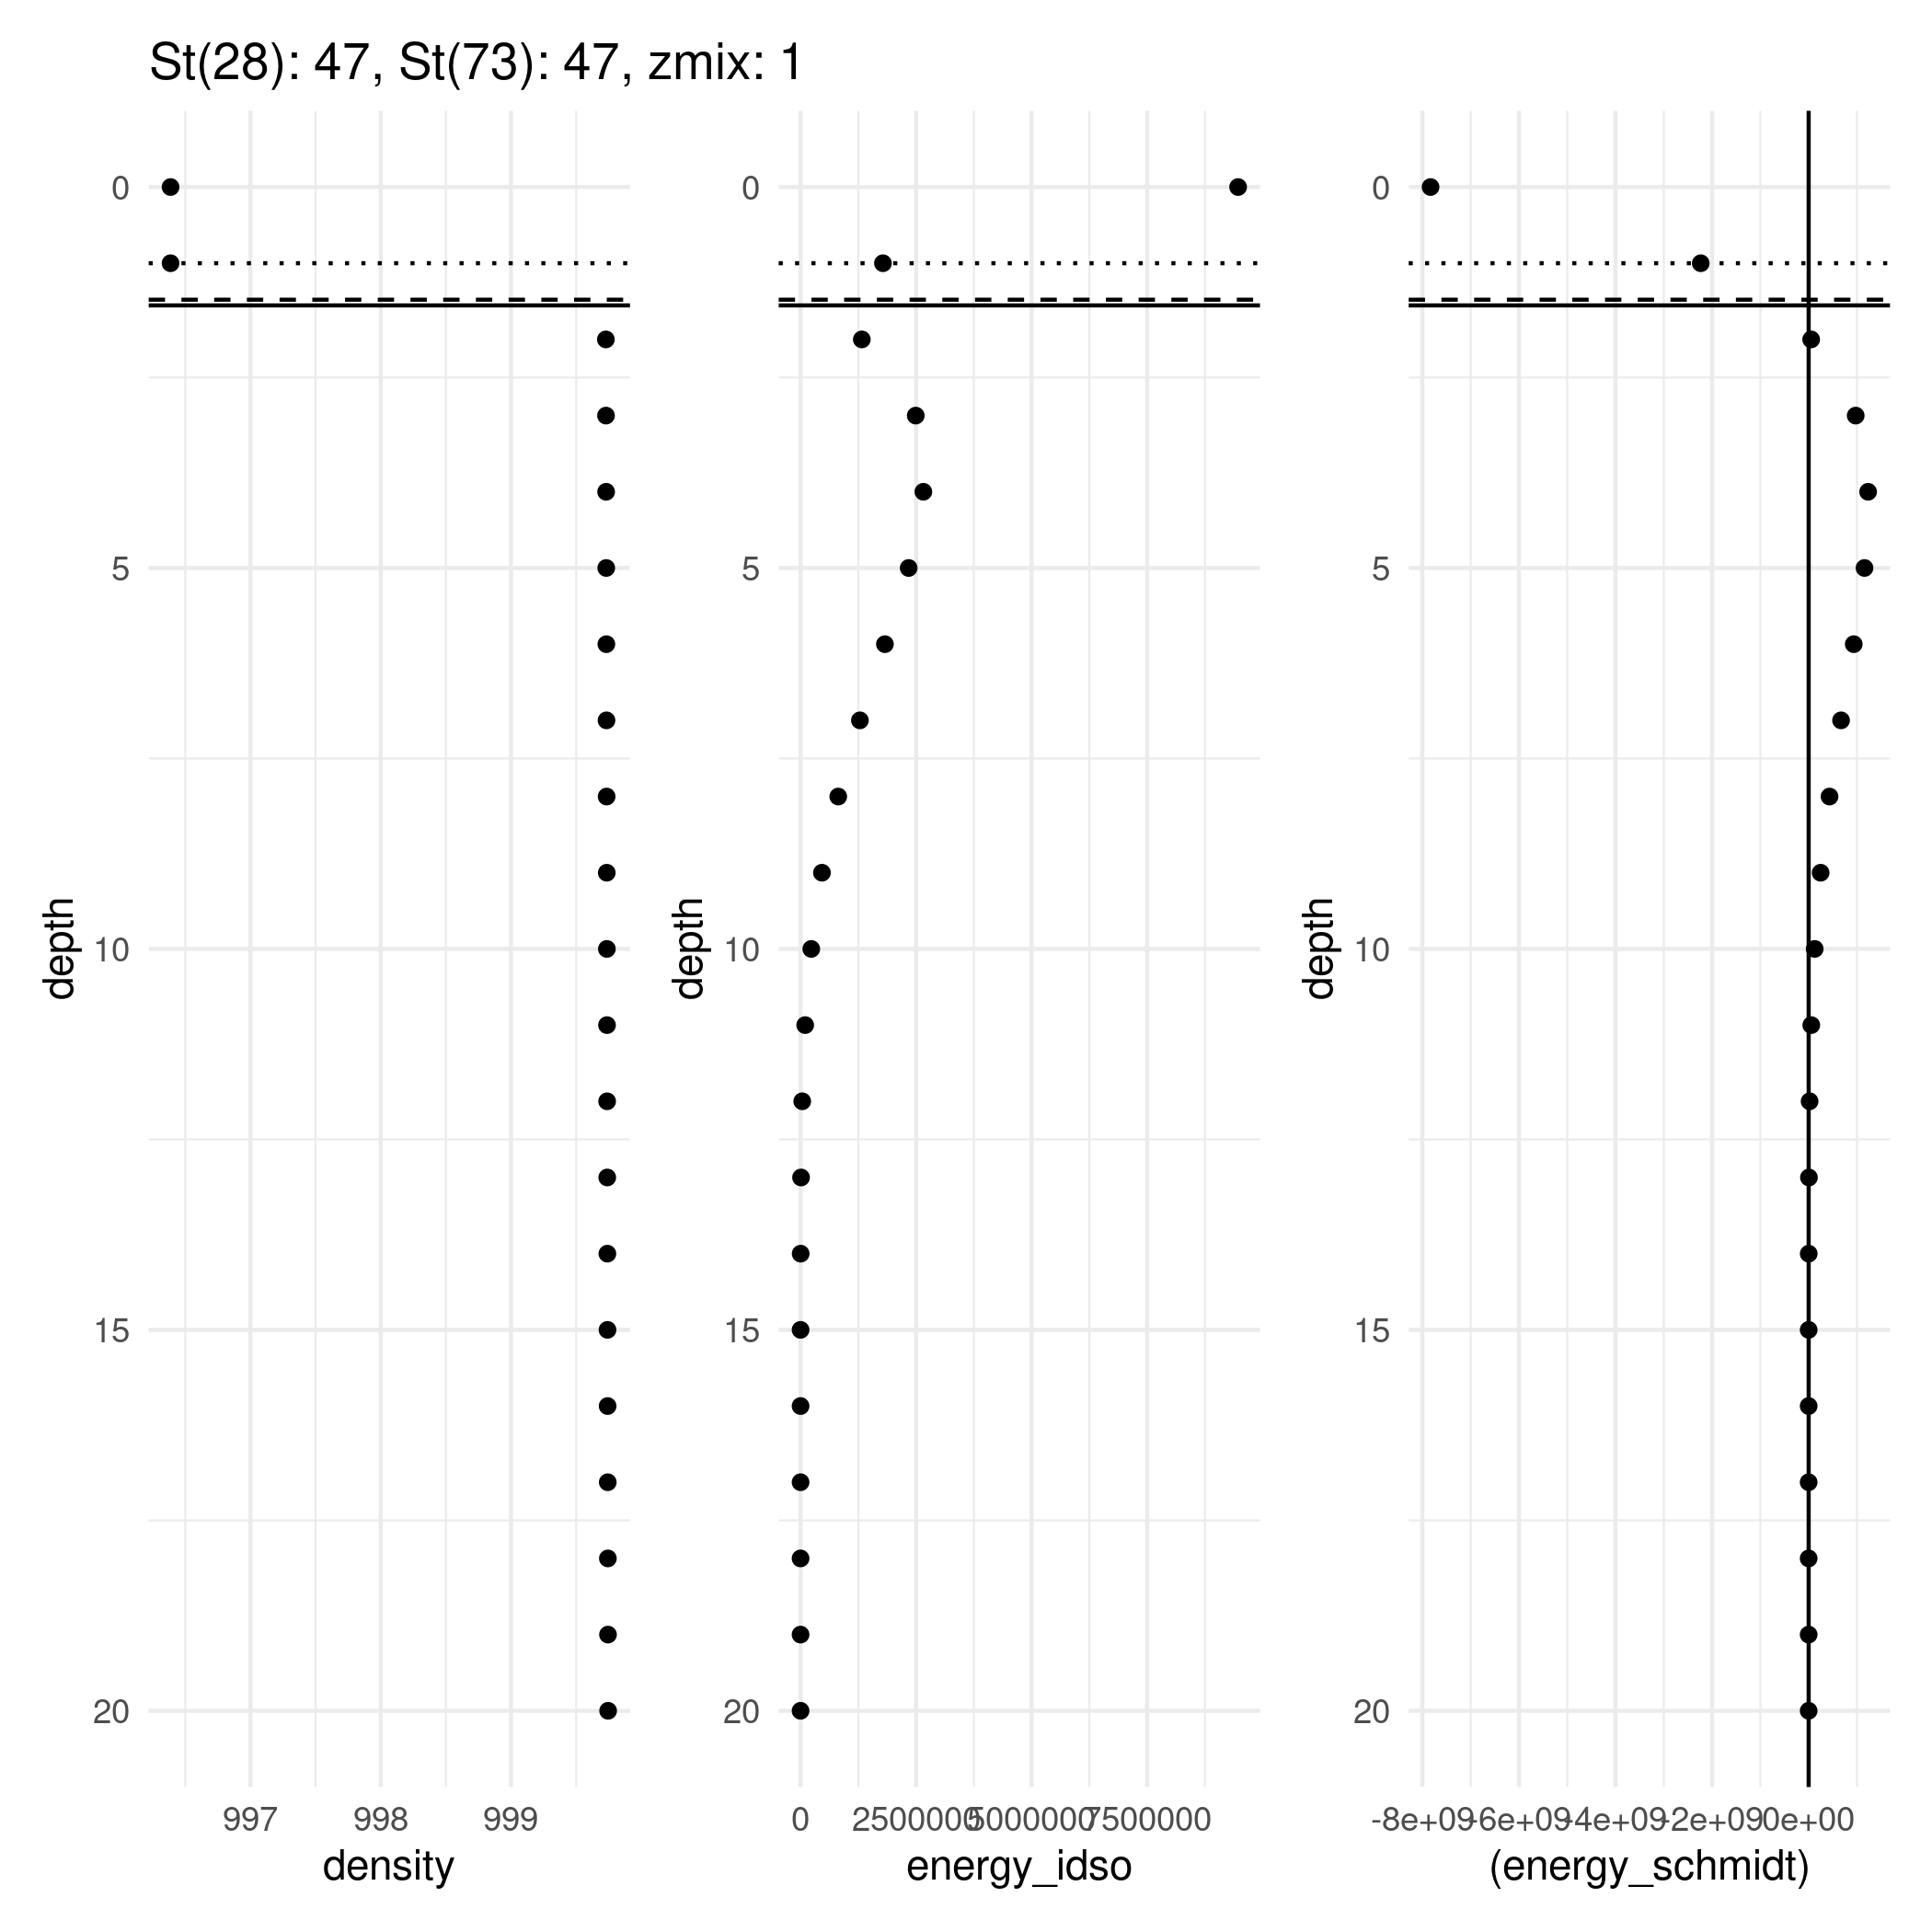 St(28): 47, St(73): 47, zmix: 1
0
5
10
15
20
depth
997 998 999
density
0
5
10
15
20
depth
0 2500000 5000000 7500000
energy_idso
0
5
10
15
20
depth
-8e+09 -6e+09 -4e+09 -2e+09 0e+00
(energy_schmidt)